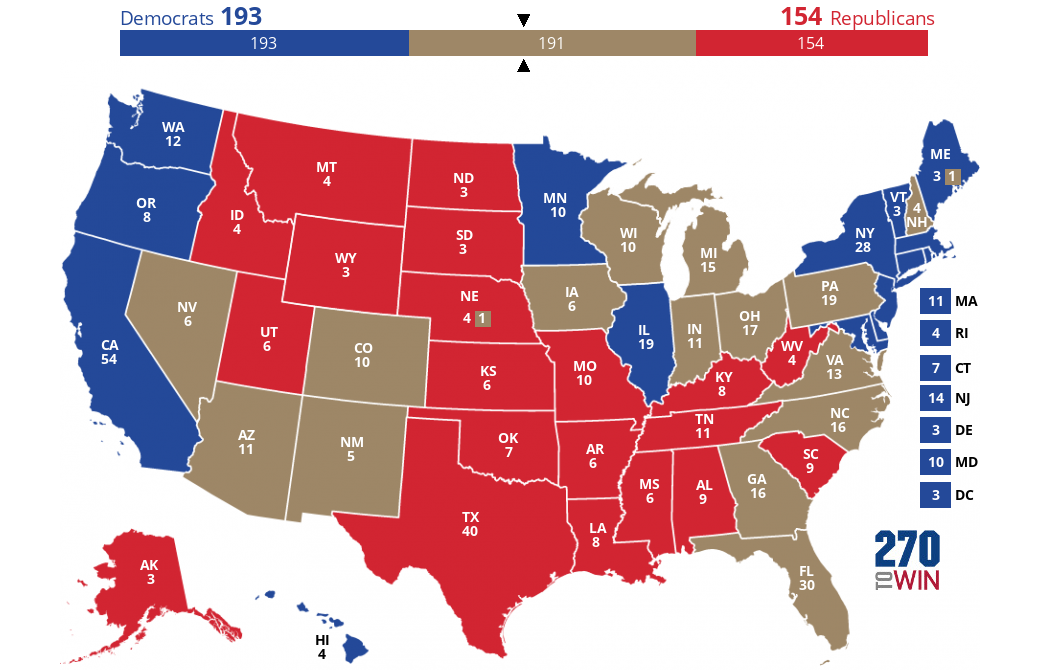 Democrats 193
154 Republicans
193
191
154
WA
12
OR
8
CA
54
NV
6
ID
4
MT
4
WY
3
UT
6
AZ
11
CO
10
NM
5
ND
3
SD
3
NE
4 1
KS
6
OK
7
TX
40
MN
10
IA
6
MO
10
AR
6
LA
8
WI
10
IL
19
MI
15
IN
11
OH
17
KY
8
TN
11
MS
6
AL
9
GA
16
FL
30
SC
9
NC
16
VA
13
WV
4
PA
19
NY
28
VT
3
4
NH
ME
3 1
11 MA
4 RI
7 CT
14 NJ
3 DE
10 MD
3 DC
AK
3
HI
4
270
TO WIN